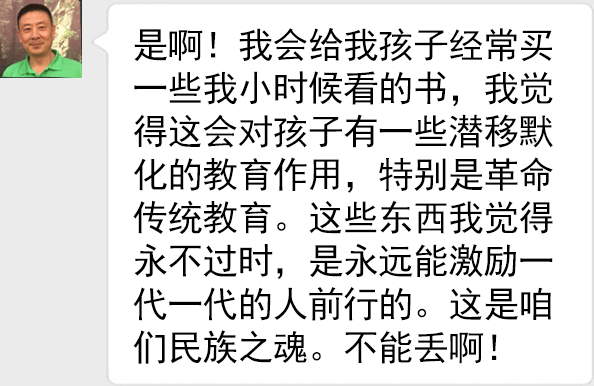 是啊！我会给我孩子经常买
一些我小时候看的书，我觉
得这会对孩子有一些潜移默
化的教育作用，特别是革命
传统教育。这些东西我觉得
永不过时，是永远能激励一
代一代的人前行的。这是咱
们民族之魂。不能丢啊！